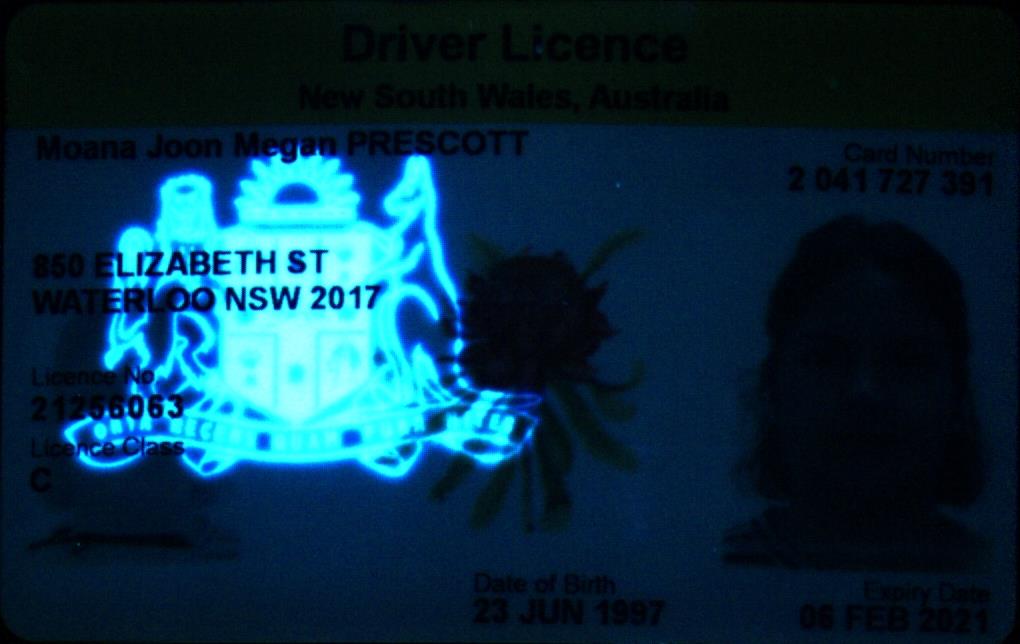 Driver Licence
New South Wales, Australia
Moana Joon Megan PRESCOTT
Card Number
2 041 727 391
850 ELIZABETH ST
WATERLOO NSW 2017
Licence No
21256063
Licence Class
C
Date of Birth
23 JUN 1997
Expiry Date
06 FEB 2021